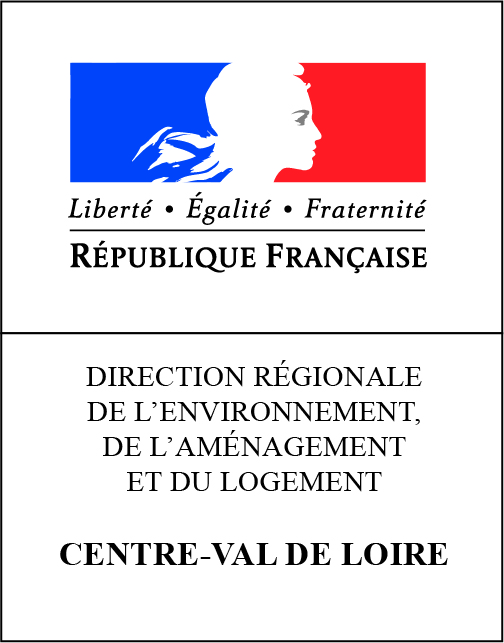 Liberté • Égalité • Fraternité
RÉPUBLIQUE FRANÇAISE
DIRECTION RÉGIONALE
DE L’ENVIRONNEMENT,
DE L’AMÉNAGEMENT
ET DU LOGEMENT
CENTRE-VAL DE LOIRE